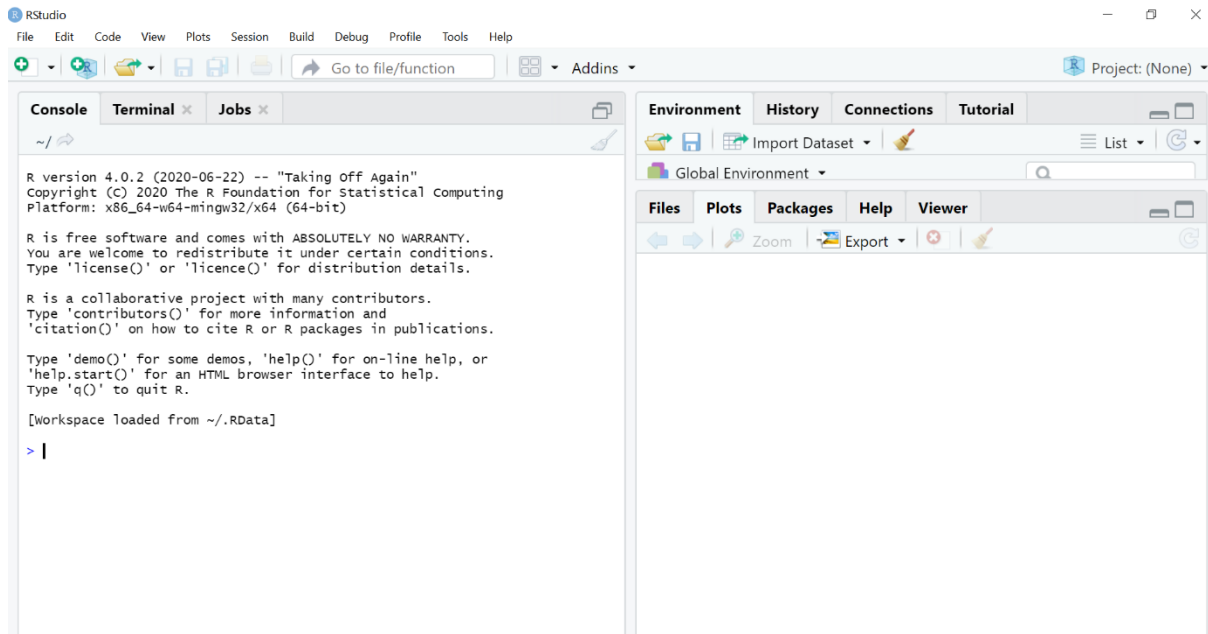 RStudio
File Edit Code View Plots Session Build Debug Profile Tools Help
R Go to file/function Addins R Project: (None)
Console Terminal Jobs
~/
R version 4.0.2 (2020-06-22) -- "Taking Off Again"
Copyright (C) 2020 The R Foundation for Statistical Computing
Platform: x86_64-w64-mingw32/x64 (64-bit)
R is free software and comes with ABSOLUTELY NO WARRANTY.
You are welcome to redistribute it under certain conditions.
Type 'license()' or 'licence()' for distribution details.
R is a collaborative project with many contributors.
Type 'contributors()' for more information and
'citation()' on how to cite R or R packages in publications.
Type 'demo()' for some demos, 'help()' for on-line help, or
'help.start()' for an HTML browser interface to help.
Type 'q()' to quit R.
[Workspace loaded from ~/.RData]
>
Environment History Connections Tutorial
Import Dataset List
Global Environment
Files Plots Packages Help Viewer
Zoom Export